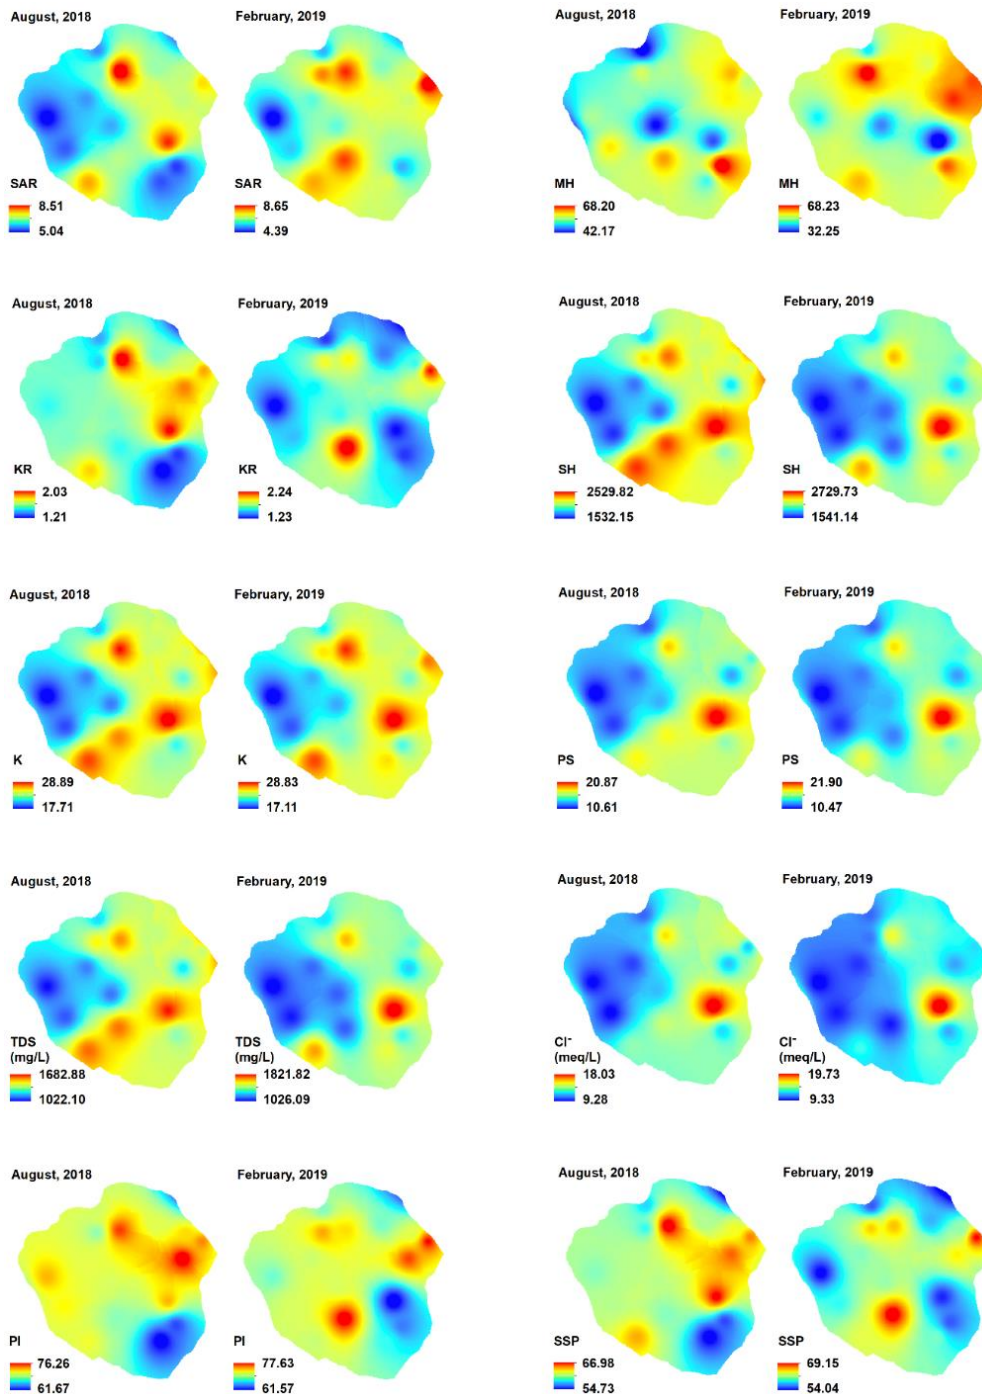 August, 2018
February, 2019
August, 2018
February, 2019
SAR
8.51
5.04
SAR
8.65
4.39
MH
68.20
42.17
MH
68.23
32.25
August, 2018
February, 2019
August, 2018
February, 2019
KR
2.03
1.21
KR
2.24
1.23
SH
2529.82
1532.15
SH
2729.73
1541.14
August, 2018
February, 2019
August, 2018
February, 2019
K
28.89
17.71
K
28.83
17.11
PS
20.87
10.61
PS
21.90
10.47
August, 2018
February, 2019
August, 2018
February, 2019
TDS
(mg/L)
1682.88
1022.10
TDS
(mg/L)
1821.82
1026.09
Cl⁻
(meq/L)
18.03
9.28
Cl⁻
(meq/L)
19.73
9.33
August, 2018
February, 2019
August, 2018
February, 2019
PI
76.26
61.67
PI
77.63
61.57
SSP
66.98
54.73
SSP
69.15
54.04